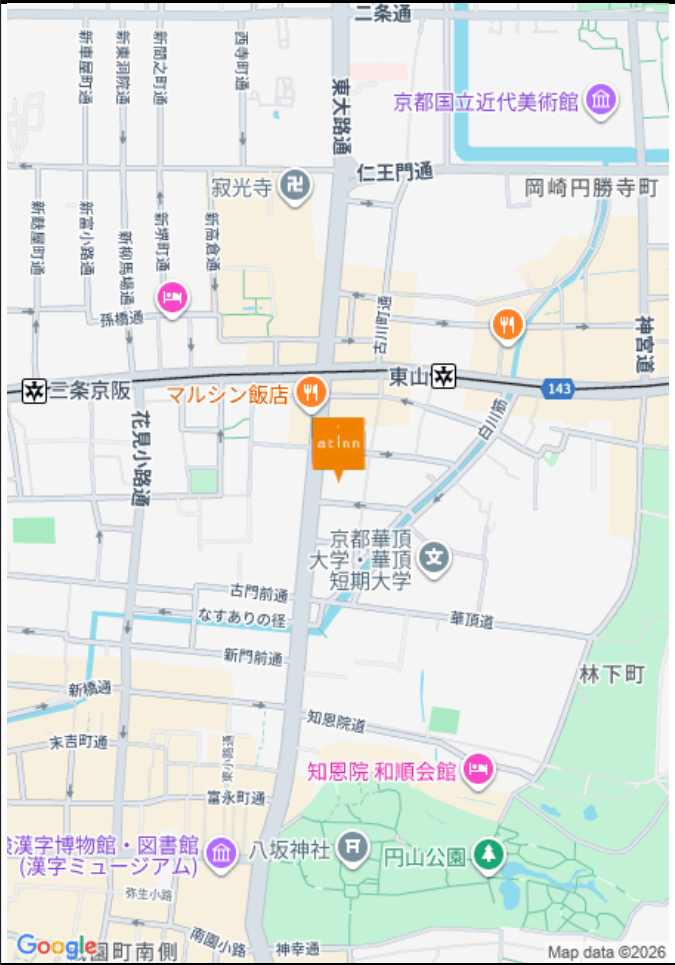 二条通
新車屋町通
新東洞院通
新間之町通
西寺町通
東大路通
京都国立近代美術館
仁王門通
寂光寺
岡崎円勝寺町
新麩屋町通
新富小路通
新柳馬場通
新堺町通
新高倉通
孫橋通
古川町通
神宮道
三条京阪
マルシン飯店
東山
143
花見小路通
at Inn
白川筋
京都華頂
大学・華頂
短期大学
古門前通
なすありの径
華頂道
新門前通
林下町
新橋通
知恩院道
末吉町通
知恩院 和順会館
富永町通
漢字博物館・図書館
(漢字ミュージアム)
八坂神社
円山公園
弥生小路
南園小路
神幸通
Google
園町南側
Map data ©2026